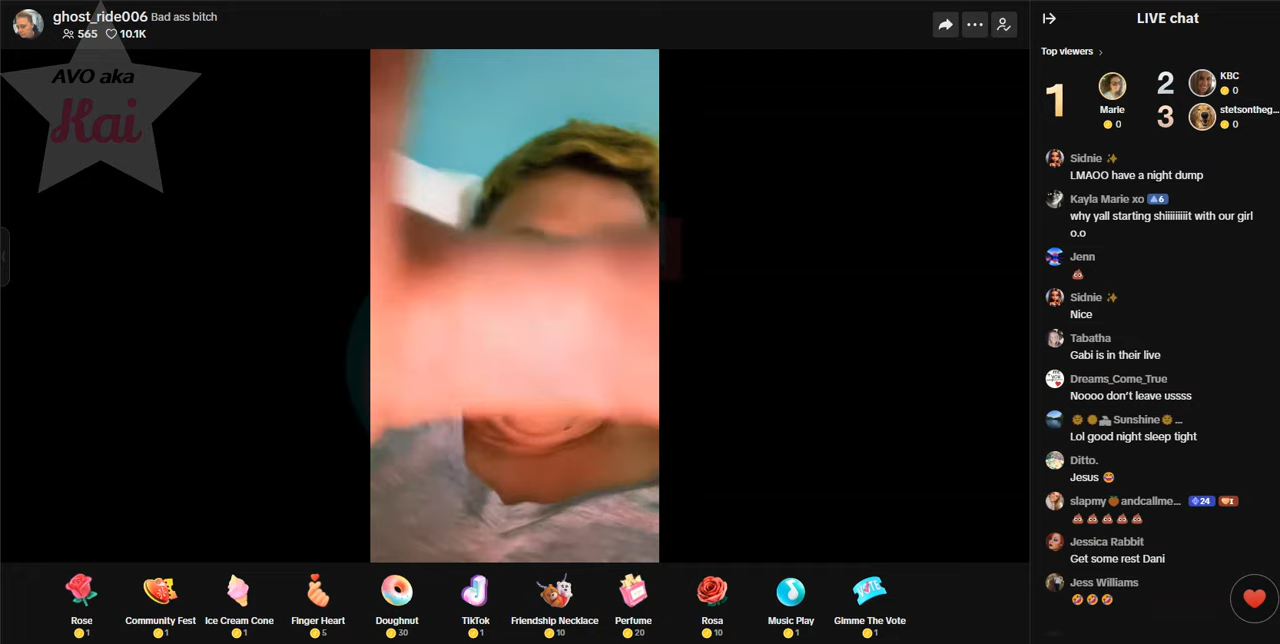 ghost_ride006 Bad ass bitch
565 10.1K
AVO aka
Kai
Rose
1
Community Fest
1
Ice Cream Cone
1
Finger Heart
5
Doughnut
30
TikTok
1
Friendship Necklace
10
Perfume
20
Rosa
10
Music Play
1
Gimme The Vote
1
LIVE chat
Top viewers
1
Marie
0
2
KBC
0
3
stetsontheg...
0
Sidnie
LMAOO have a night dump
Kayla Marie xo 6
why yall starting shiiiiiiiiit with our girl
o.o
Jenn
💩
Sidnie
Nice
Tabatha
Gabi is in their live
Dreams_Come_True
Noooo don't leave ussss
Sunshine ...
Lol good night sleep tight
Ditto.
Jesus 😆
slapmy🍑andcallme... 24 I
💩💩💩💩💩
Jessica Rabbit
Get some rest Dani
Jess Williams
🤣🤣🤣